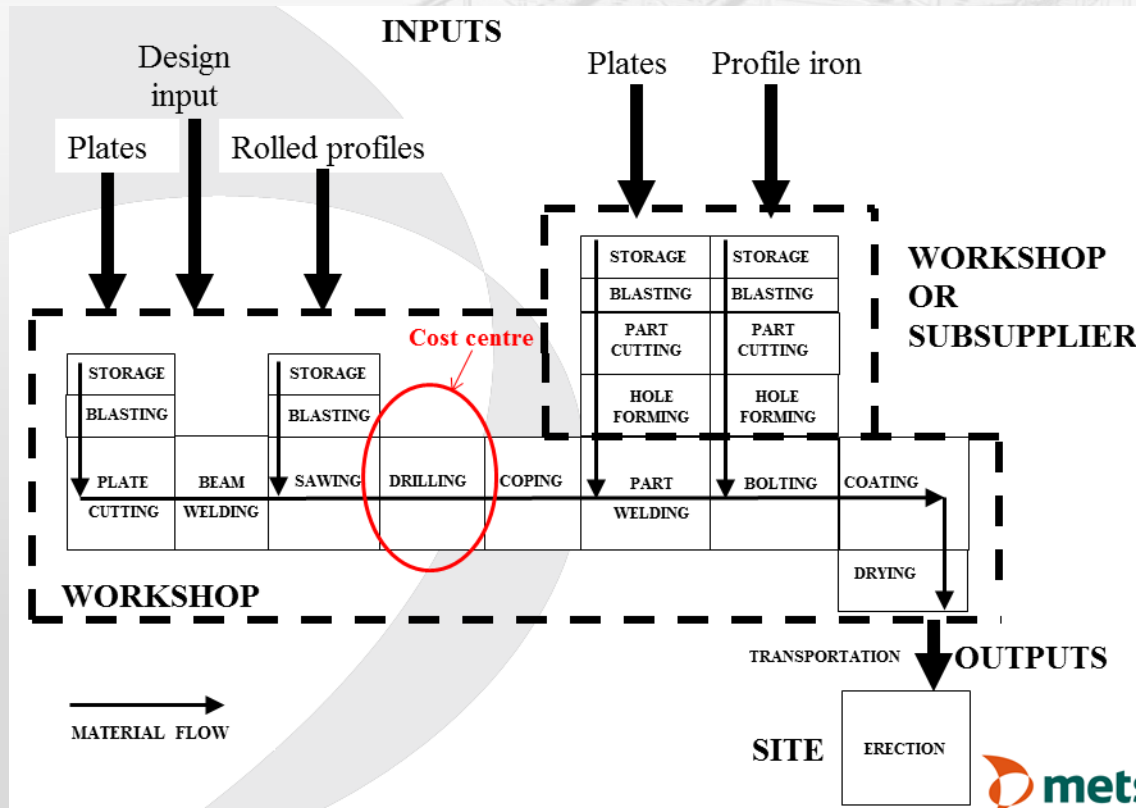 INPUTS
Design
input
Plates
Profile iron
Plates
Rolled profiles
STORAGE
STORAGE
WORKSHOP
OR
SUBSUPPLIER
BLASTING
BLASTING
PART
CUTTING
PART
CUTTING
Cost centre
STORAGE
STORAGE
HOLE
FORMING
HOLE
FORMING
BLASTING
BLASTING
PLATE
CUTTING
BEAM
WELDING
SAWING
DRILLING
COPING
PART
WELDING
BOLTING
COATING
DRYING
WORKSHOP
TRANSPORTATION
OUTPUTS
MATERIAL FLOW
SITE
ERECTION
mets